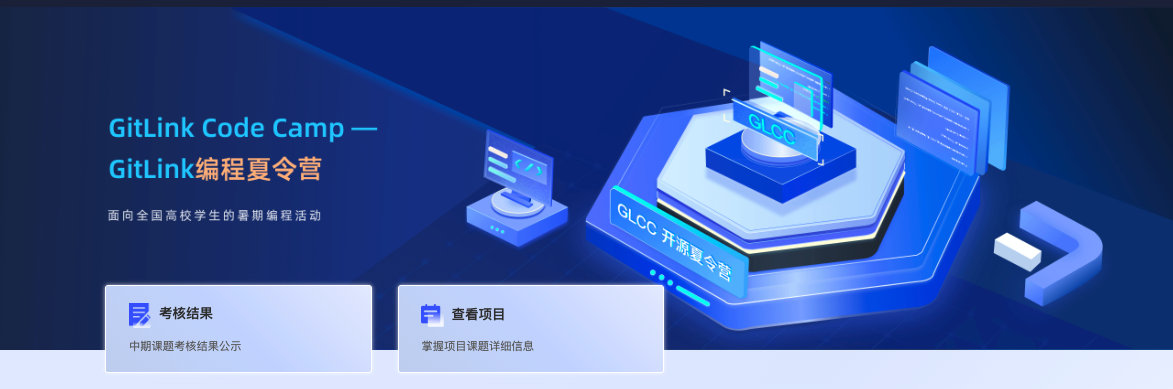 GitLink Code Camp —
GitLink编程夏令营
面向全国高校学生的暑期编程活动
GLCC
GLCC 开源夏令营
考核结果
中期课题考核结果公示
查看项目
掌握项目课题详细信息